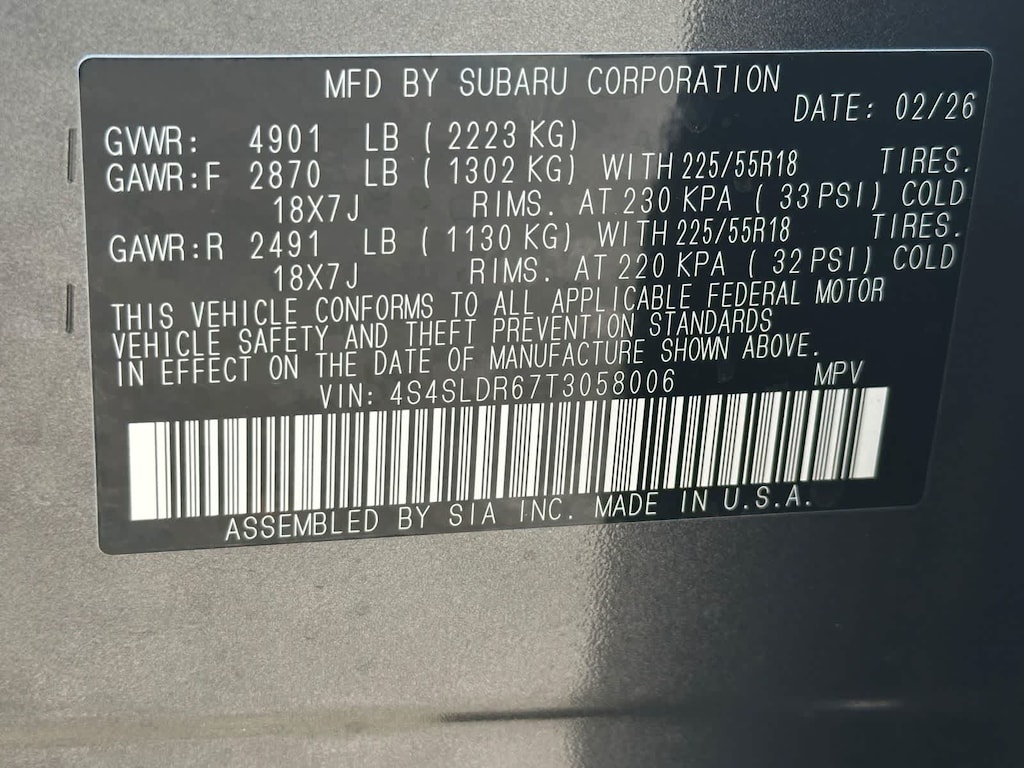 MFD BY SUBARU CORPORATION
DATE: 02/26
GVWR: 4901 LB ( 2223 KG)
GAWR:F 2870 LB ( 1302 KG) WITH 225/55R18 TIRES.
18X7J RIMS. AT 230 KPA ( 33 PSI) COLD
GAWR:R 2491 LB ( 1130 KG) WITH 225/55R18 TIRES.
18X7J RIMS. AT 220 KPA ( 32 PSI) COLD
THIS VEHICLE CONFORMS TO ALL APPLICABLE FEDERAL MOTOR
VEHICLE SAFETY AND THEFT PREVENTION STANDARDS
IN EFFECT ON THE DATE OF MANUFACTURE SHOWN ABOVE.
VIN: 4S4SLDR67T3058006 MPV
ASSEMBLED BY SIA INC. MADE IN U.S.A.